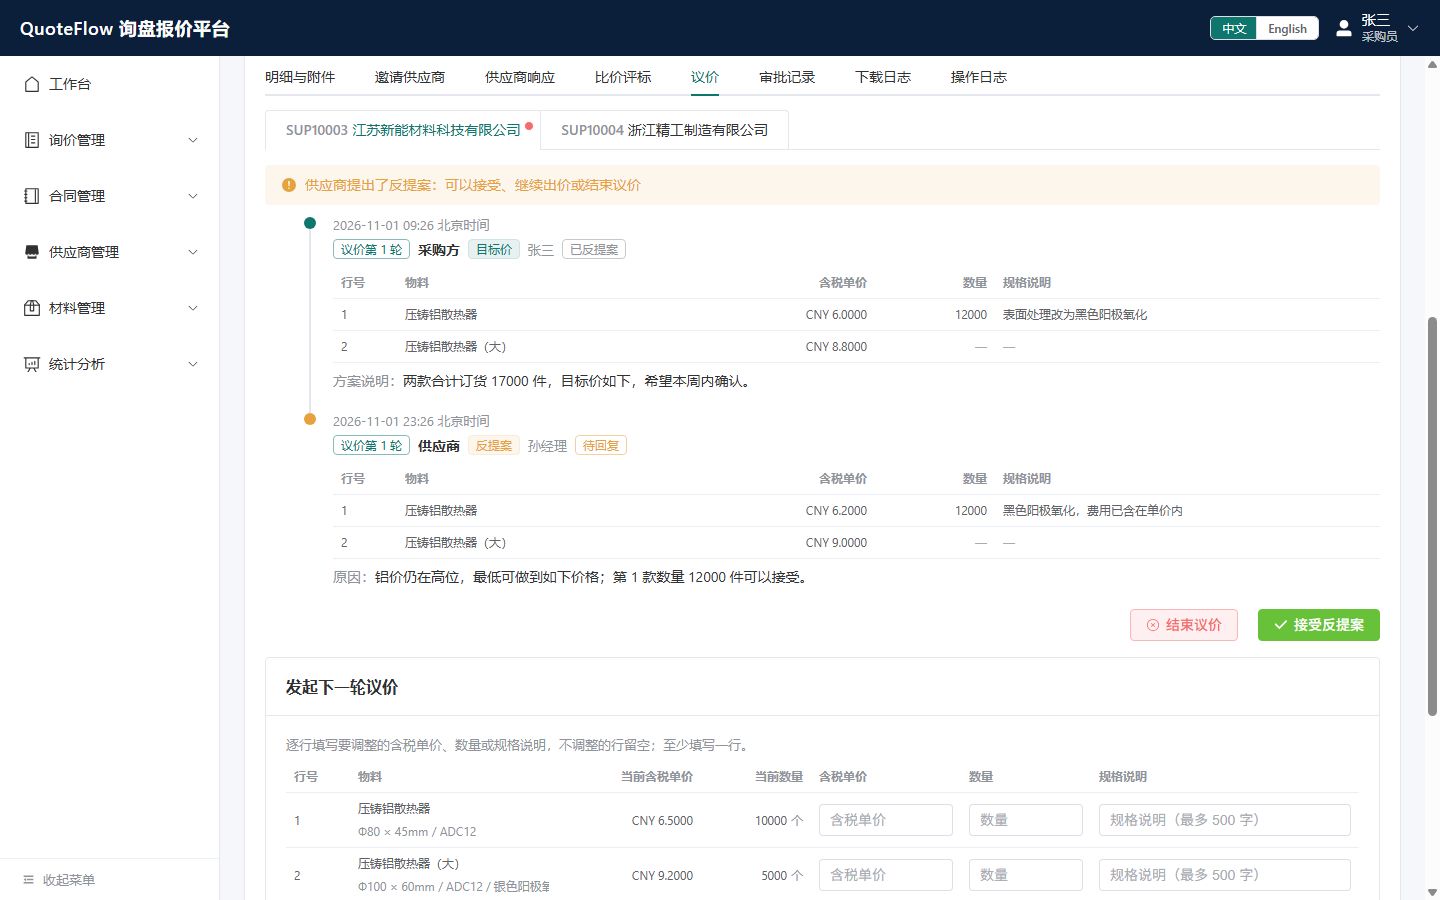 QuoteFlow 询盘报价平台
中文 English
张三
采购员
工作台
询价管理
合同管理
供应商管理
材料管理
统计分析
收起菜单
明细与附件 邀请供应商 供应商响应 比价评标 议价 审批记录 下载日志 操作日志
SUP10003 江苏新能材料科技有限公司 SUP10004 浙江精工制造有限公司
供应商提出了反提案：可以接受、继续出价或结束议价
2026-11-01 09:26 北京时间
议价第 1 轮 采购方 目标价 张三 已反提案
行号 物料 含税单价 数量 规格说明
1 压铸铝散热器 CNY 6.0000 12000 表面处理改为黑色阳极氧化
2 压铸铝散热器（大） CNY 8.8000 — —
方案说明：两款合计订货 17000 件，目标价如下，希望本周内确认。
2026-11-01 23:26 北京时间
议价第 1 轮 供应商 反提案 孙经理 待回复
行号 物料 含税单价 数量 规格说明
1 压铸铝散热器 CNY 6.2000 12000 黑色阳极氧化，费用已含在单价内
2 压铸铝散热器（大） CNY 9.0000 — —
原因：铝价仍在高位，最低可做到如下价格；第 1 款数量 12000 件可以接受。
结束议价 接受反提案
发起下一轮议价
逐行填写要调整的含税单价、数量或规格说明，不调整的行留空；至少填写一行。
行号 物料 当前含税单价 当前数量 含税单价 数量 规格说明
1 压铸铝散热器 CNY 6.5000 10000 个 含税单价 数量 规格说明（最多 500 字）
Φ80 × 45mm / ADC12
2 压铸铝散热器（大） CNY 9.2000 5000 个 含税单价 数量 规格说明（最多 500 字）
Φ100 × 60mm / ADC12 / 银色阳极氧